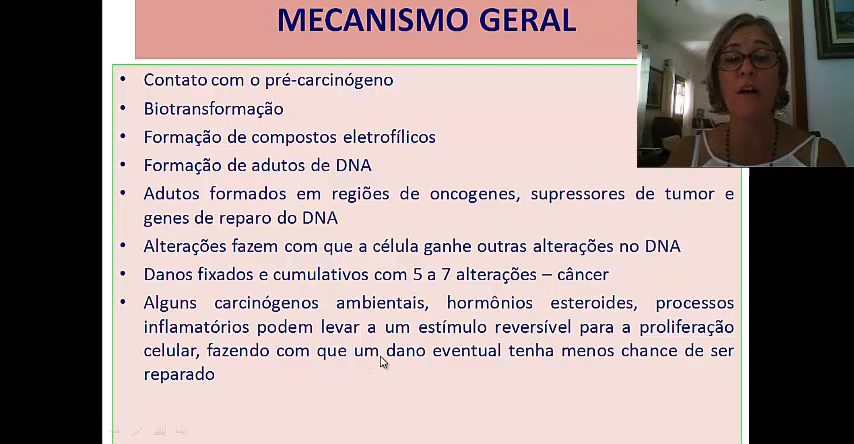 MECANISMO GERAL
• Contato com o pré-carcinógeno
• Biotransformação
• Formação de compostos eletrofílicos
• Formação de adutos de DNA
• Adutos formados em regiões de oncogenes, supressores de tumor e
genes de reparo do DNA
• Alterações fazem com que a célula ganhe outras alterações no DNA
• Danos fixados e cumulativos com 5 a 7 alterações – câncer
• Alguns carcinógenos ambientais, hormônios esteroides, processos
inflamatórios podem levar a um estímulo reversível para a proliferação
celular, fazendo com que um dano eventual tenha menos chance de ser
reparado